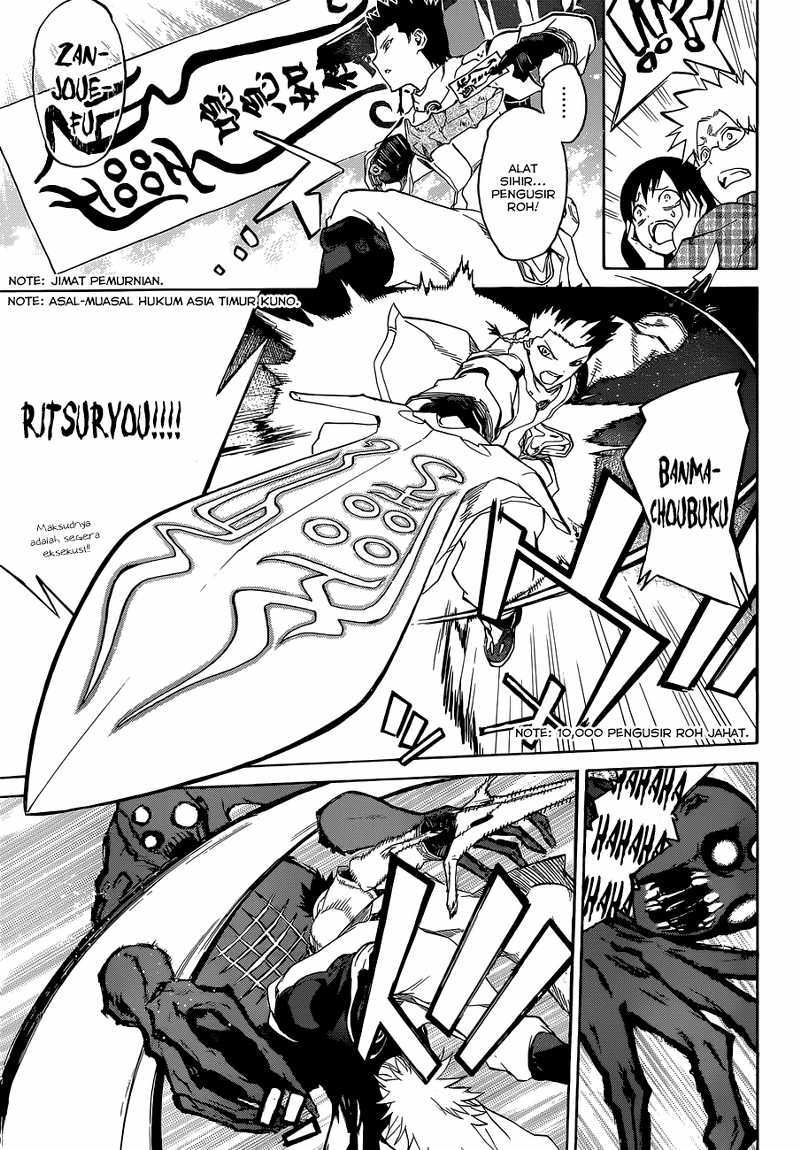 ALAT
SIHIR...
PENGUSIR
ROH!
ZAN-
JOUE-
FU
NOTE: JIMAT PEMURNIAN.
NOTE: ASAL-MUASAL HUKUM ASIA TIMUR KUNO.
BANMA-
CHOUBUKU
RITSURYOU!!!!
Maksudnya
adalah segera
eksekusi!!
NOTE: 10,000 PENGUSIR ROH JAHAT.
HAHAHA
HAHAHA
HAHA